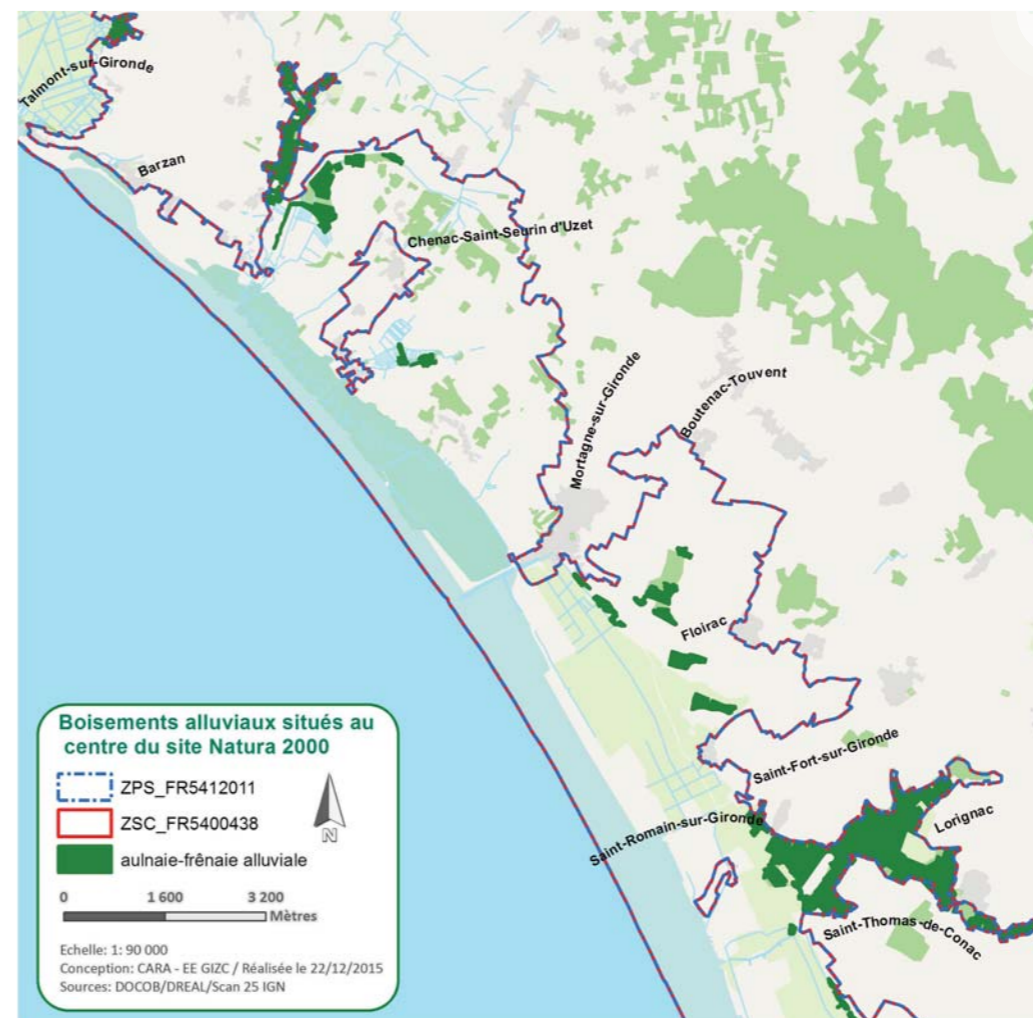 Talmont-sur-Gironde
Barzan
Chenac-Saint-Seurin d'Uzet
Mortagne-sur-Gironde
Boutenac-Touvent
Floirac
Saint-Fort-sur-Gironde
Saint-Romain-sur-Gironde
Lorignac
Saint-Thomas-de-Conac
Boisements alluviaux situés au
centre du site Natura 2000
ZPS_FR5412011
ZSC_FR5400438
N
aulnaie-frênaie alluviale
0 1 600 3 200
Mètres
Echelle: 1: 90 000
Conception: CARA - EE GIZC / Réalisée le 22/12/2015
Sources: DOCOB/DREAL/Scan 25 IGN